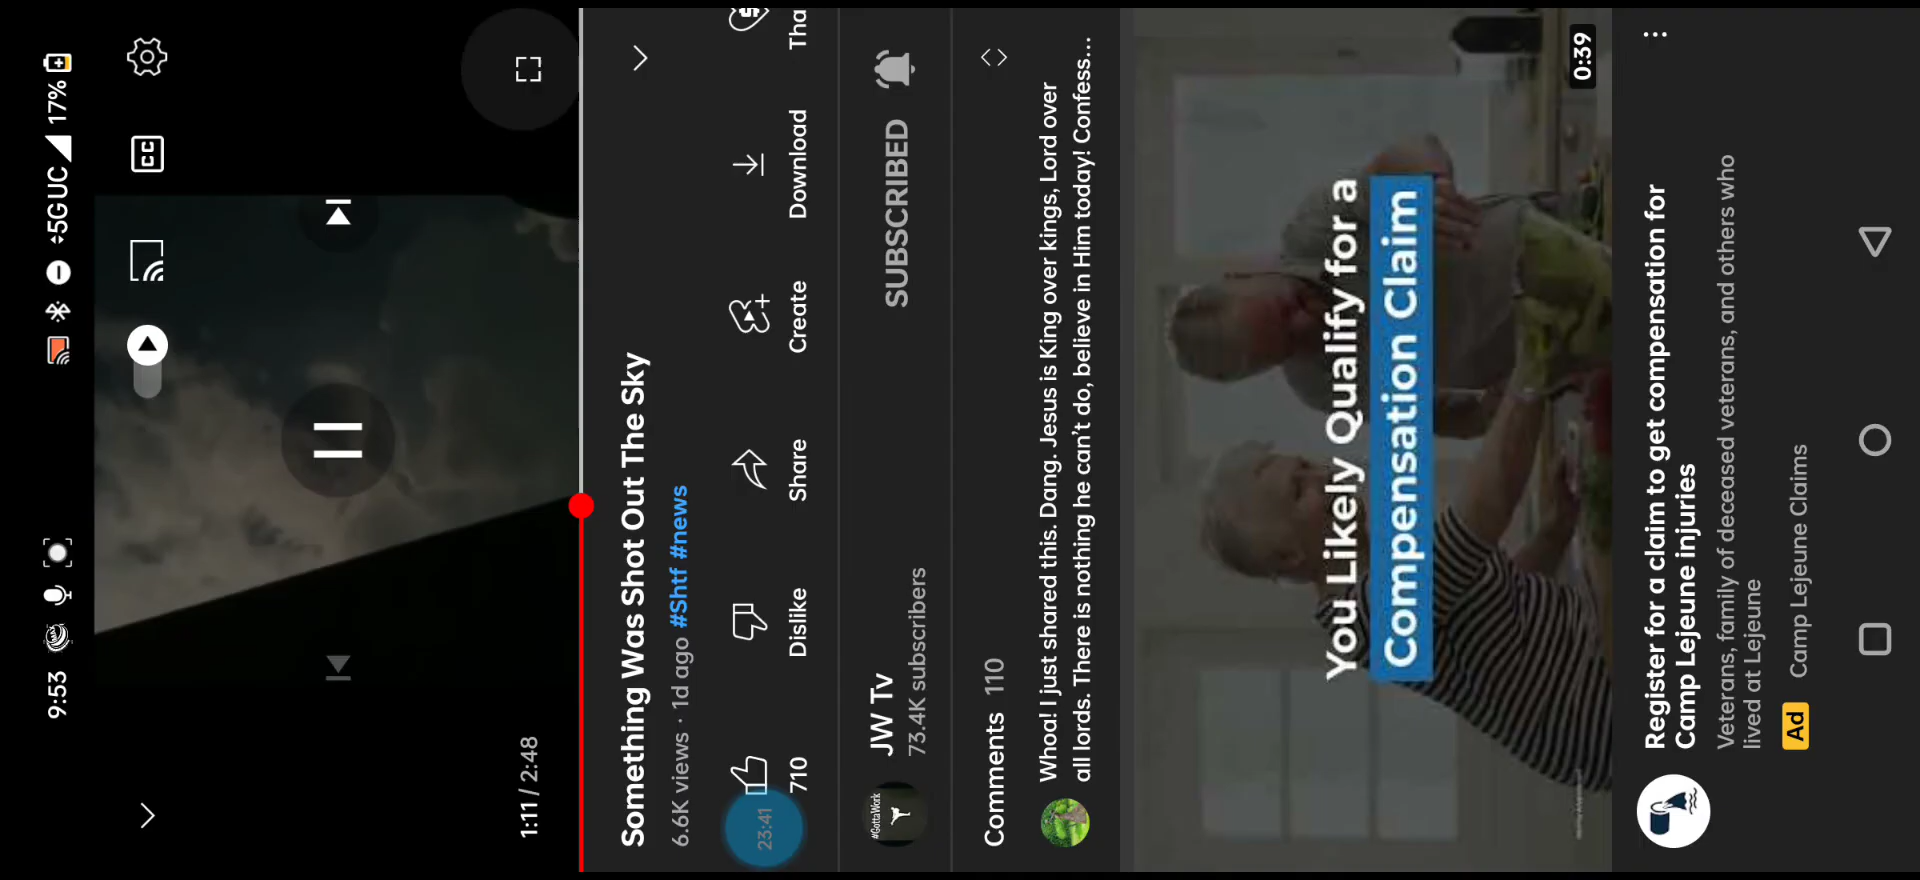 9:53
5G UC
17%
CC
1:11 / 2:48
Something Was Shot Out The Sky
6.6K views · 1d ago #Shtf #news
710
Dislike
Share
Create
Download
Tha
23:41
#GottaWork
JW Tv
73.4K subscribers
SUBSCRIBED
Comments 110
Whoa! I just shared this. Dang. Jesus is King over kings, Lord over
all lords. There is nothing he can't do, believe in Him today! Confess...
You Likely Qualify for a
Compensation Claim
0:39
Register for a claim to get compensation for
Camp Lejeune injuries
Veterans, family of deceased veterans, and others who
lived at Lejeune
Ad Camp Lejeune Claims